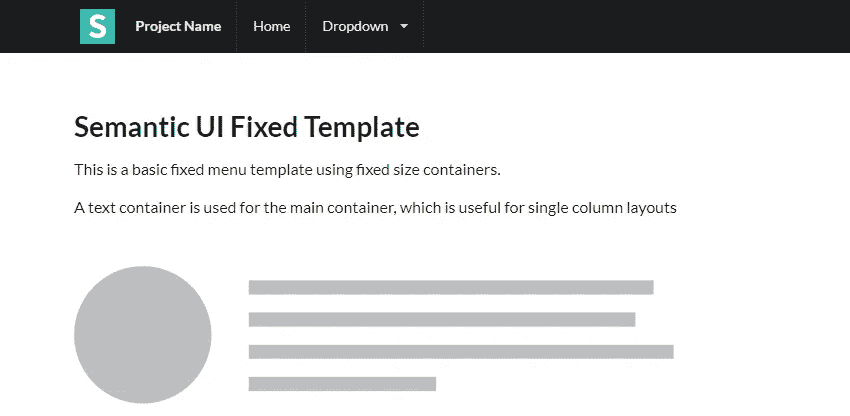 S
Project Name
Home
Dropdown
Semantic UI Fixed Template
This is a basic fixed menu template using fixed size containers.
A text container is used for the main container, which is useful for single column layouts